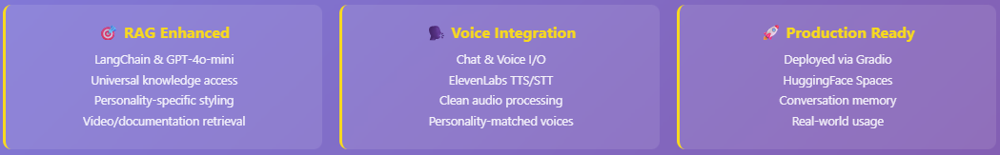 🎯 RAG Enhanced
LangChain & GPT-4o-mini
Universal knowledge access
Personality-specific styling
Video/documentation retrieval
🗣️ Voice Integration
Chat & Voice I/O
ElevenLabs TTS/STT
Clean audio processing
Personality-matched voices
🚀 Production Ready
Deployed via Gradio
HuggingFace Spaces
Conversation memory
Real-world usage